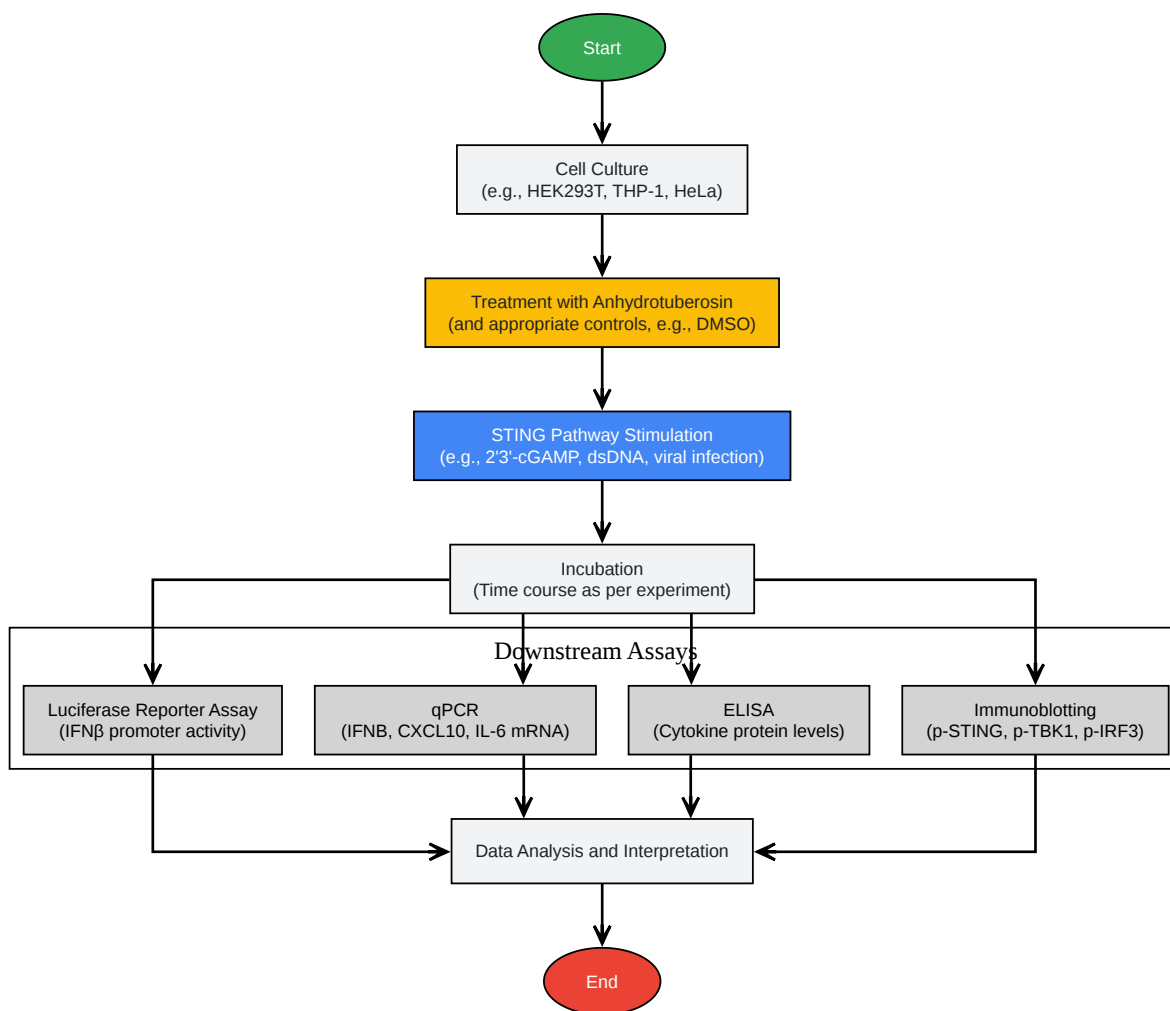 Start
Cell Culture
(e.g., HEK293T, THP-1, HeLa)
Treatment with Anhydrotuberosin
(and appropriate controls, e.g., DMSO)
STING Pathway Stimulation
(e.g., 2'3'-cGAMP, dsDNA, viral infection)
Incubation
(Time course as per experiment)
Downstream Assays
Luciferase Reporter Assay
(IFNβ promoter activity)
qPCR
(IFNB, CXCL10, IL-6 mRNA)
ELISA
(Cytokine protein levels)
Immunoblotting
(p-STING, p-TBK1, p-IRF3)
Data Analysis and Interpretation
End